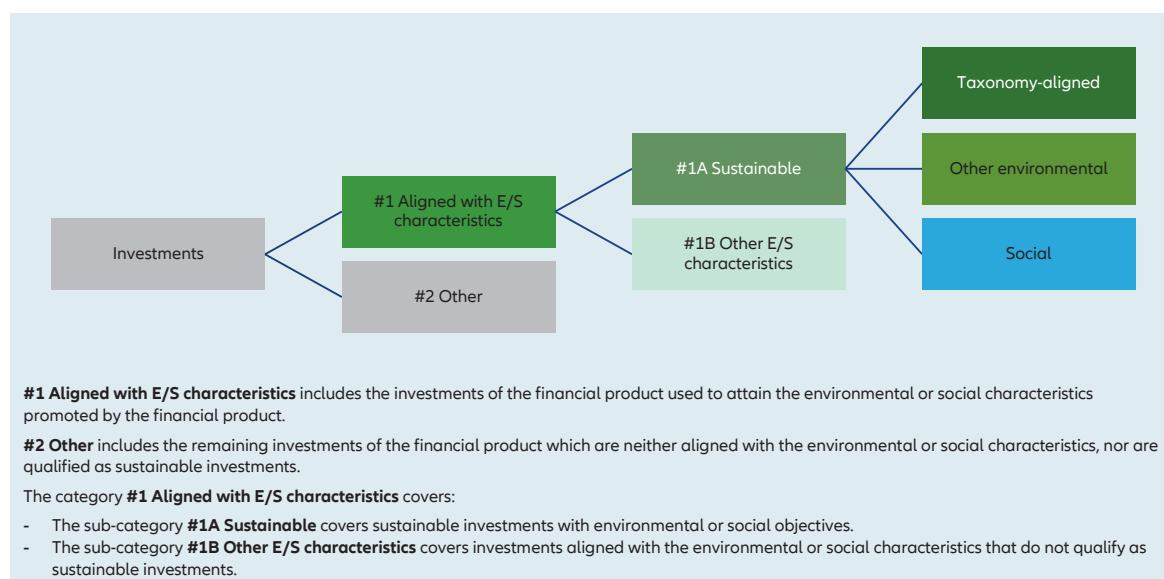 Taxonomy-aligned
#1A Sustainable
Other environmental
#1 Aligned with E/S
characteristics
Investments
#1B Other E/S
characteristics
Social
#2 Other
#1 Aligned with E/S characteristics includes the investments of the financial product used to attain the environmental or social characteristics
promoted by the financial product.
#2 Other includes the remaining investments of the financial product which are neither aligned with the environmental or social characteristics, nor are
qualified as sustainable investments.
The category #1 Aligned with E/S characteristics covers:
- The sub-category #1A Sustainable covers sustainable investments with environmental or social objectives.
- The sub-category #1B Other E/S characteristics covers investments aligned with the environmental or social characteristics that do not qualify as
sustainable investments.